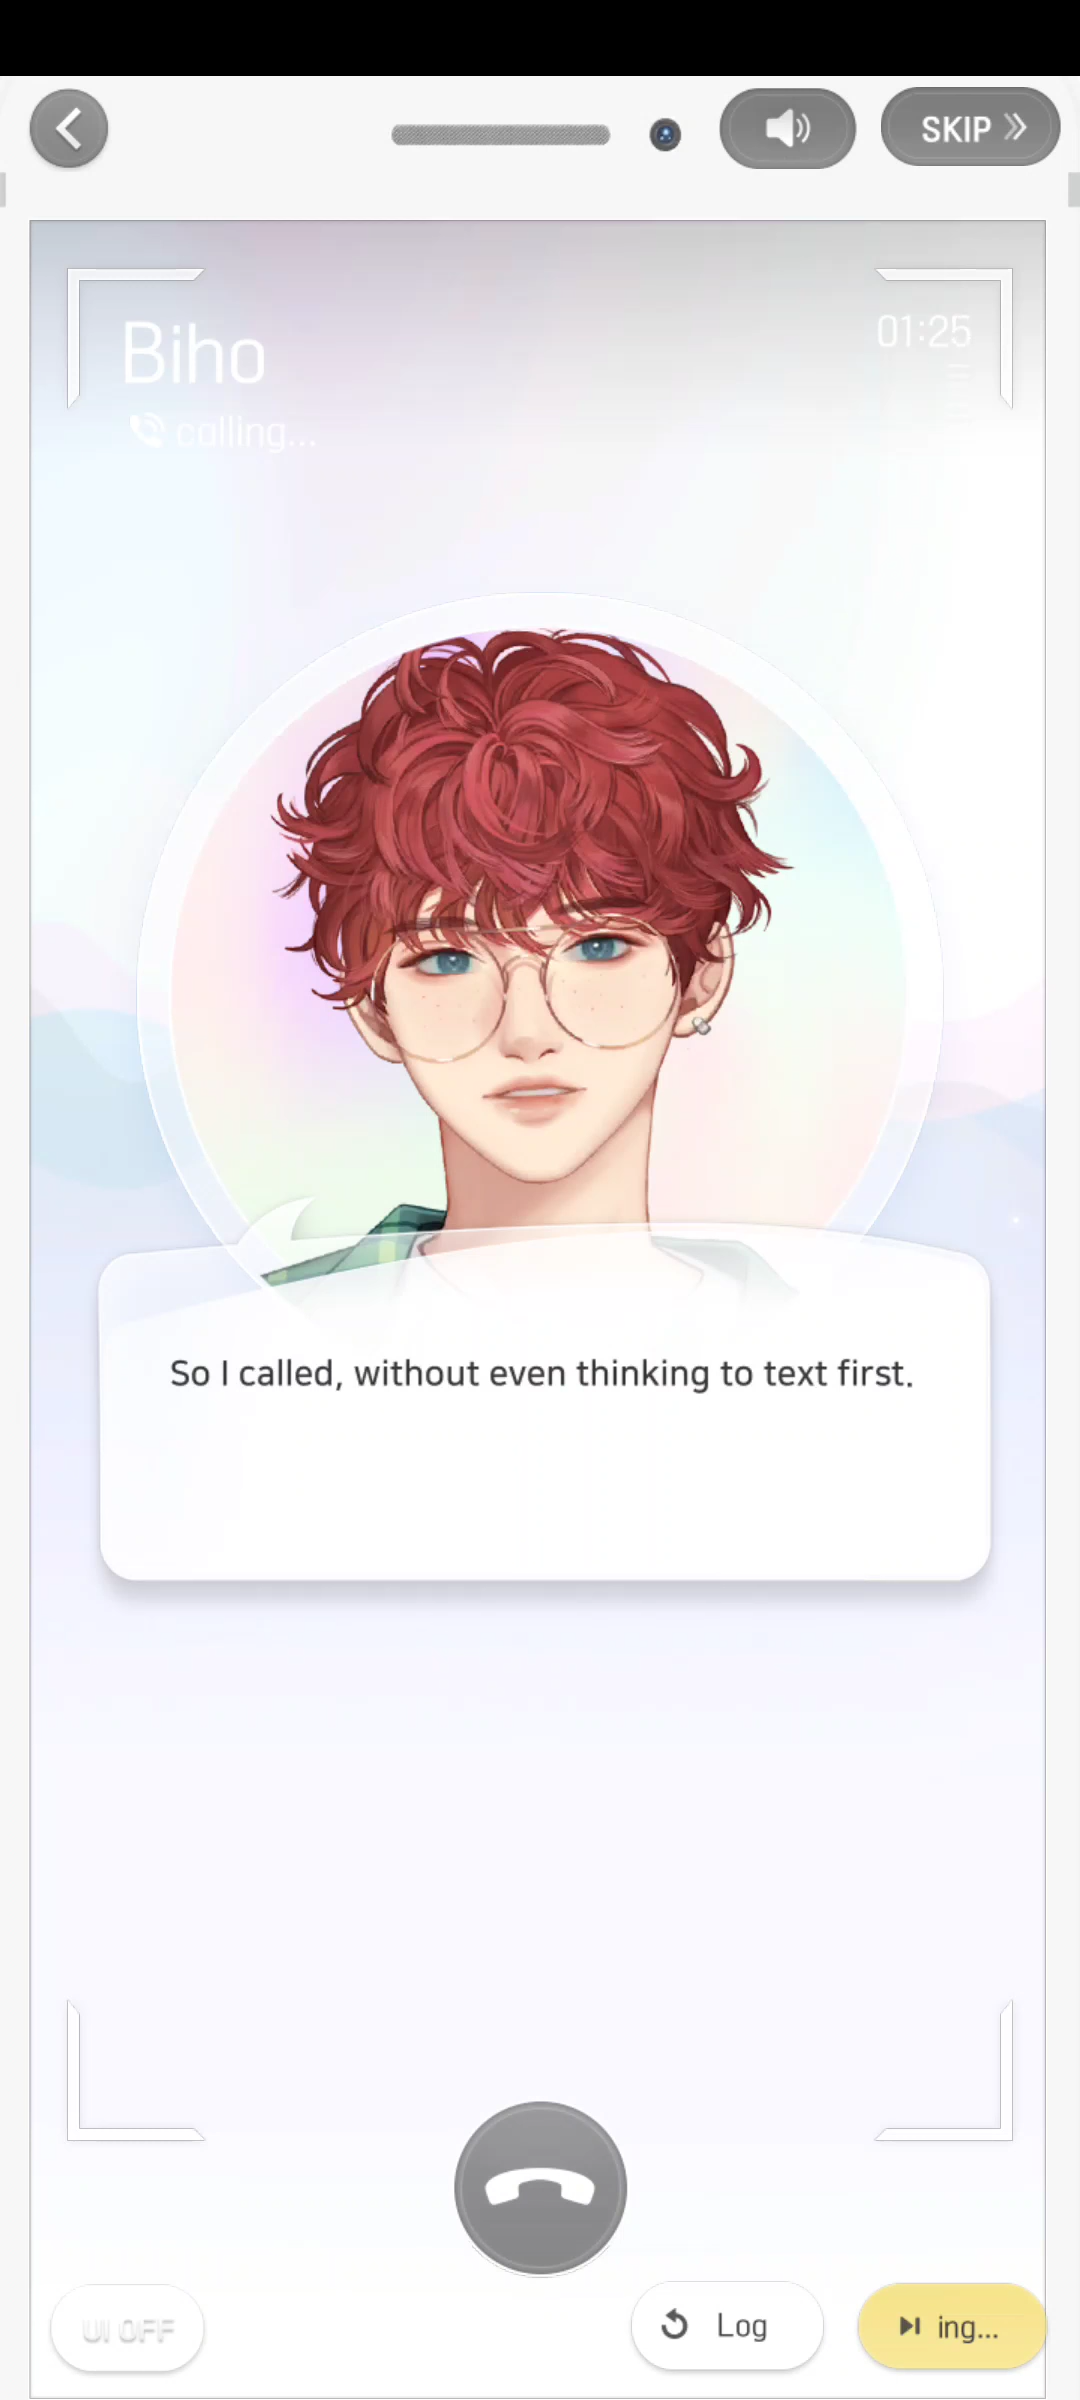 SKIP
Biho
01:25
calling...
So I called, without even thinking to text first.
UI OFF
Log
ing...